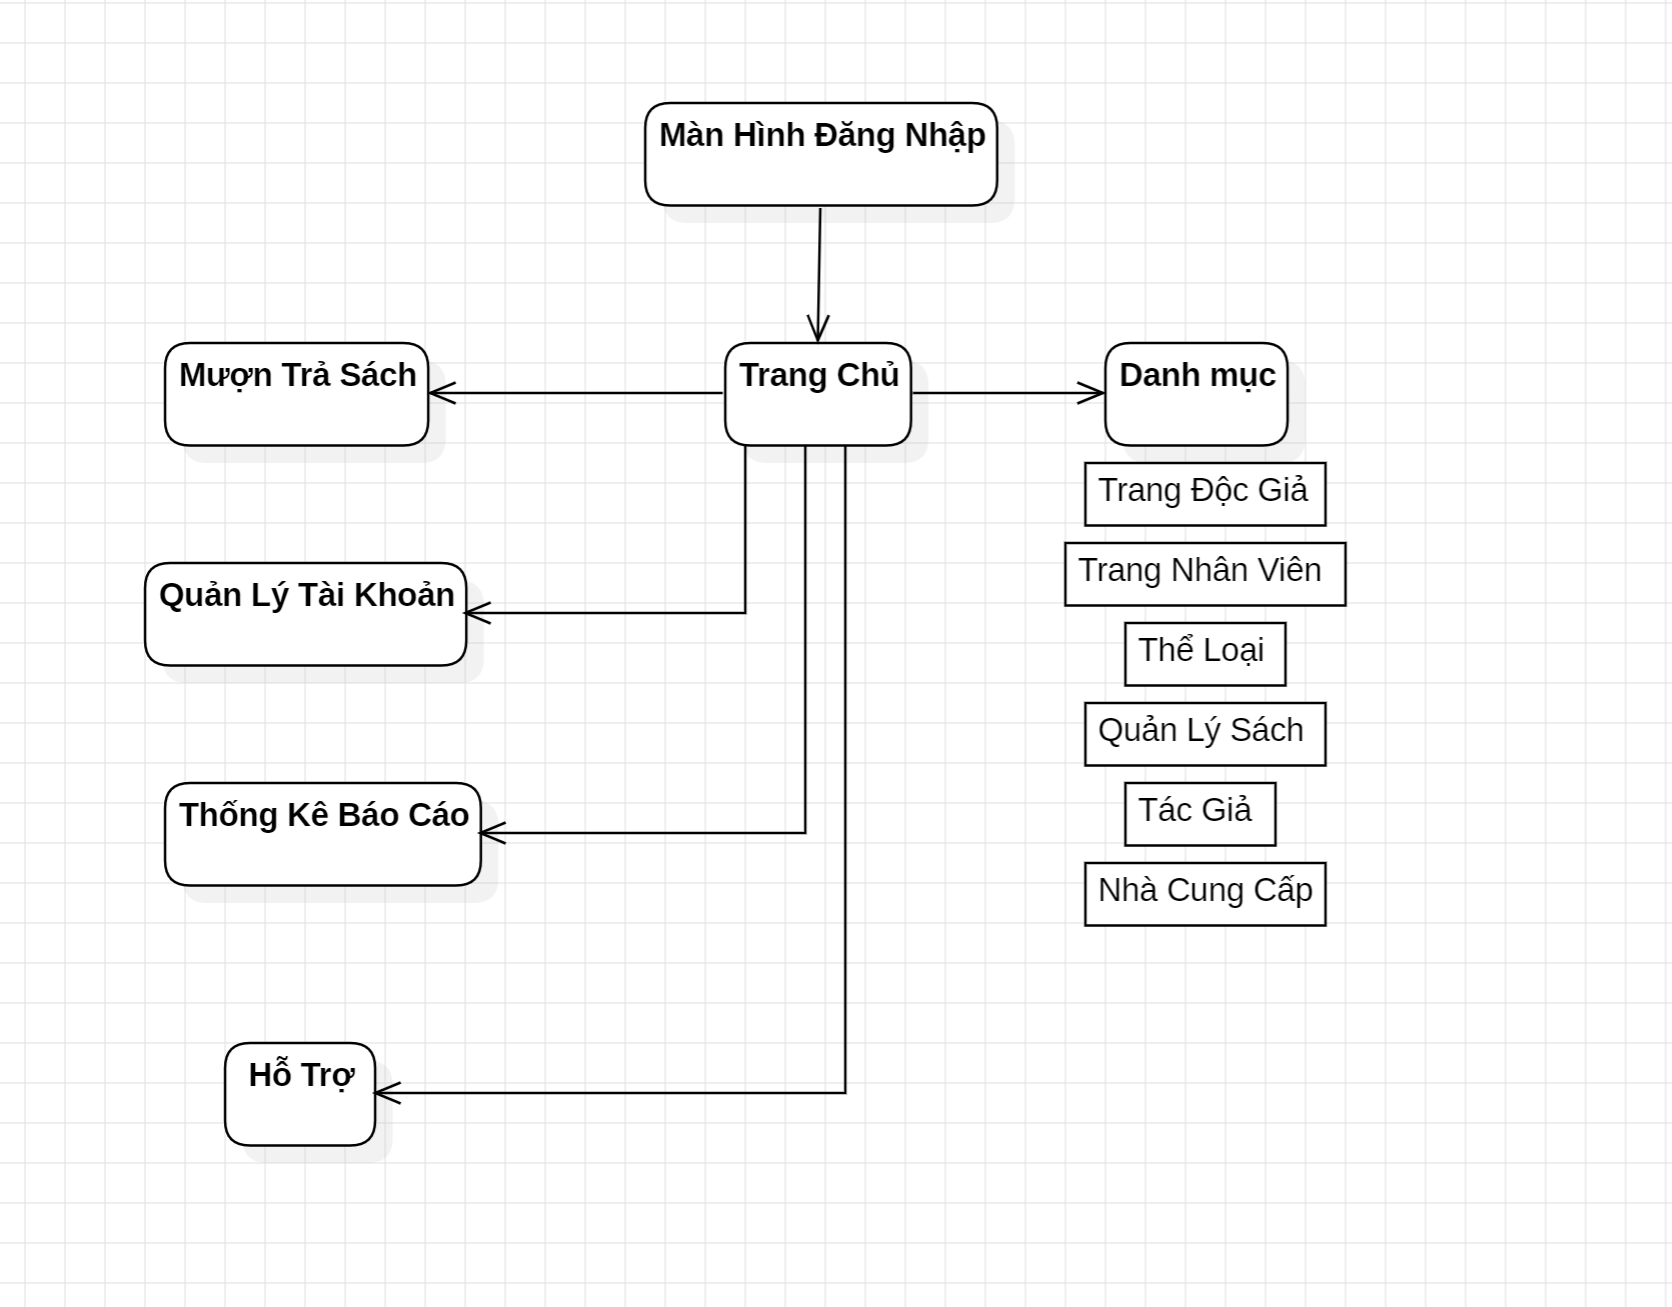 Màn Hình Đăng Nhập
Mượn Trả Sách
Trang Chủ
Danh mục
Trang Độc Giả
Trang Nhân Viên
Quản Lý Tài Khoản
Thể Loại
Quản Lý Sách
Thống Kê Báo Cáo
Tác Giả
Nhà Cung Cấp
Hỗ Trợ